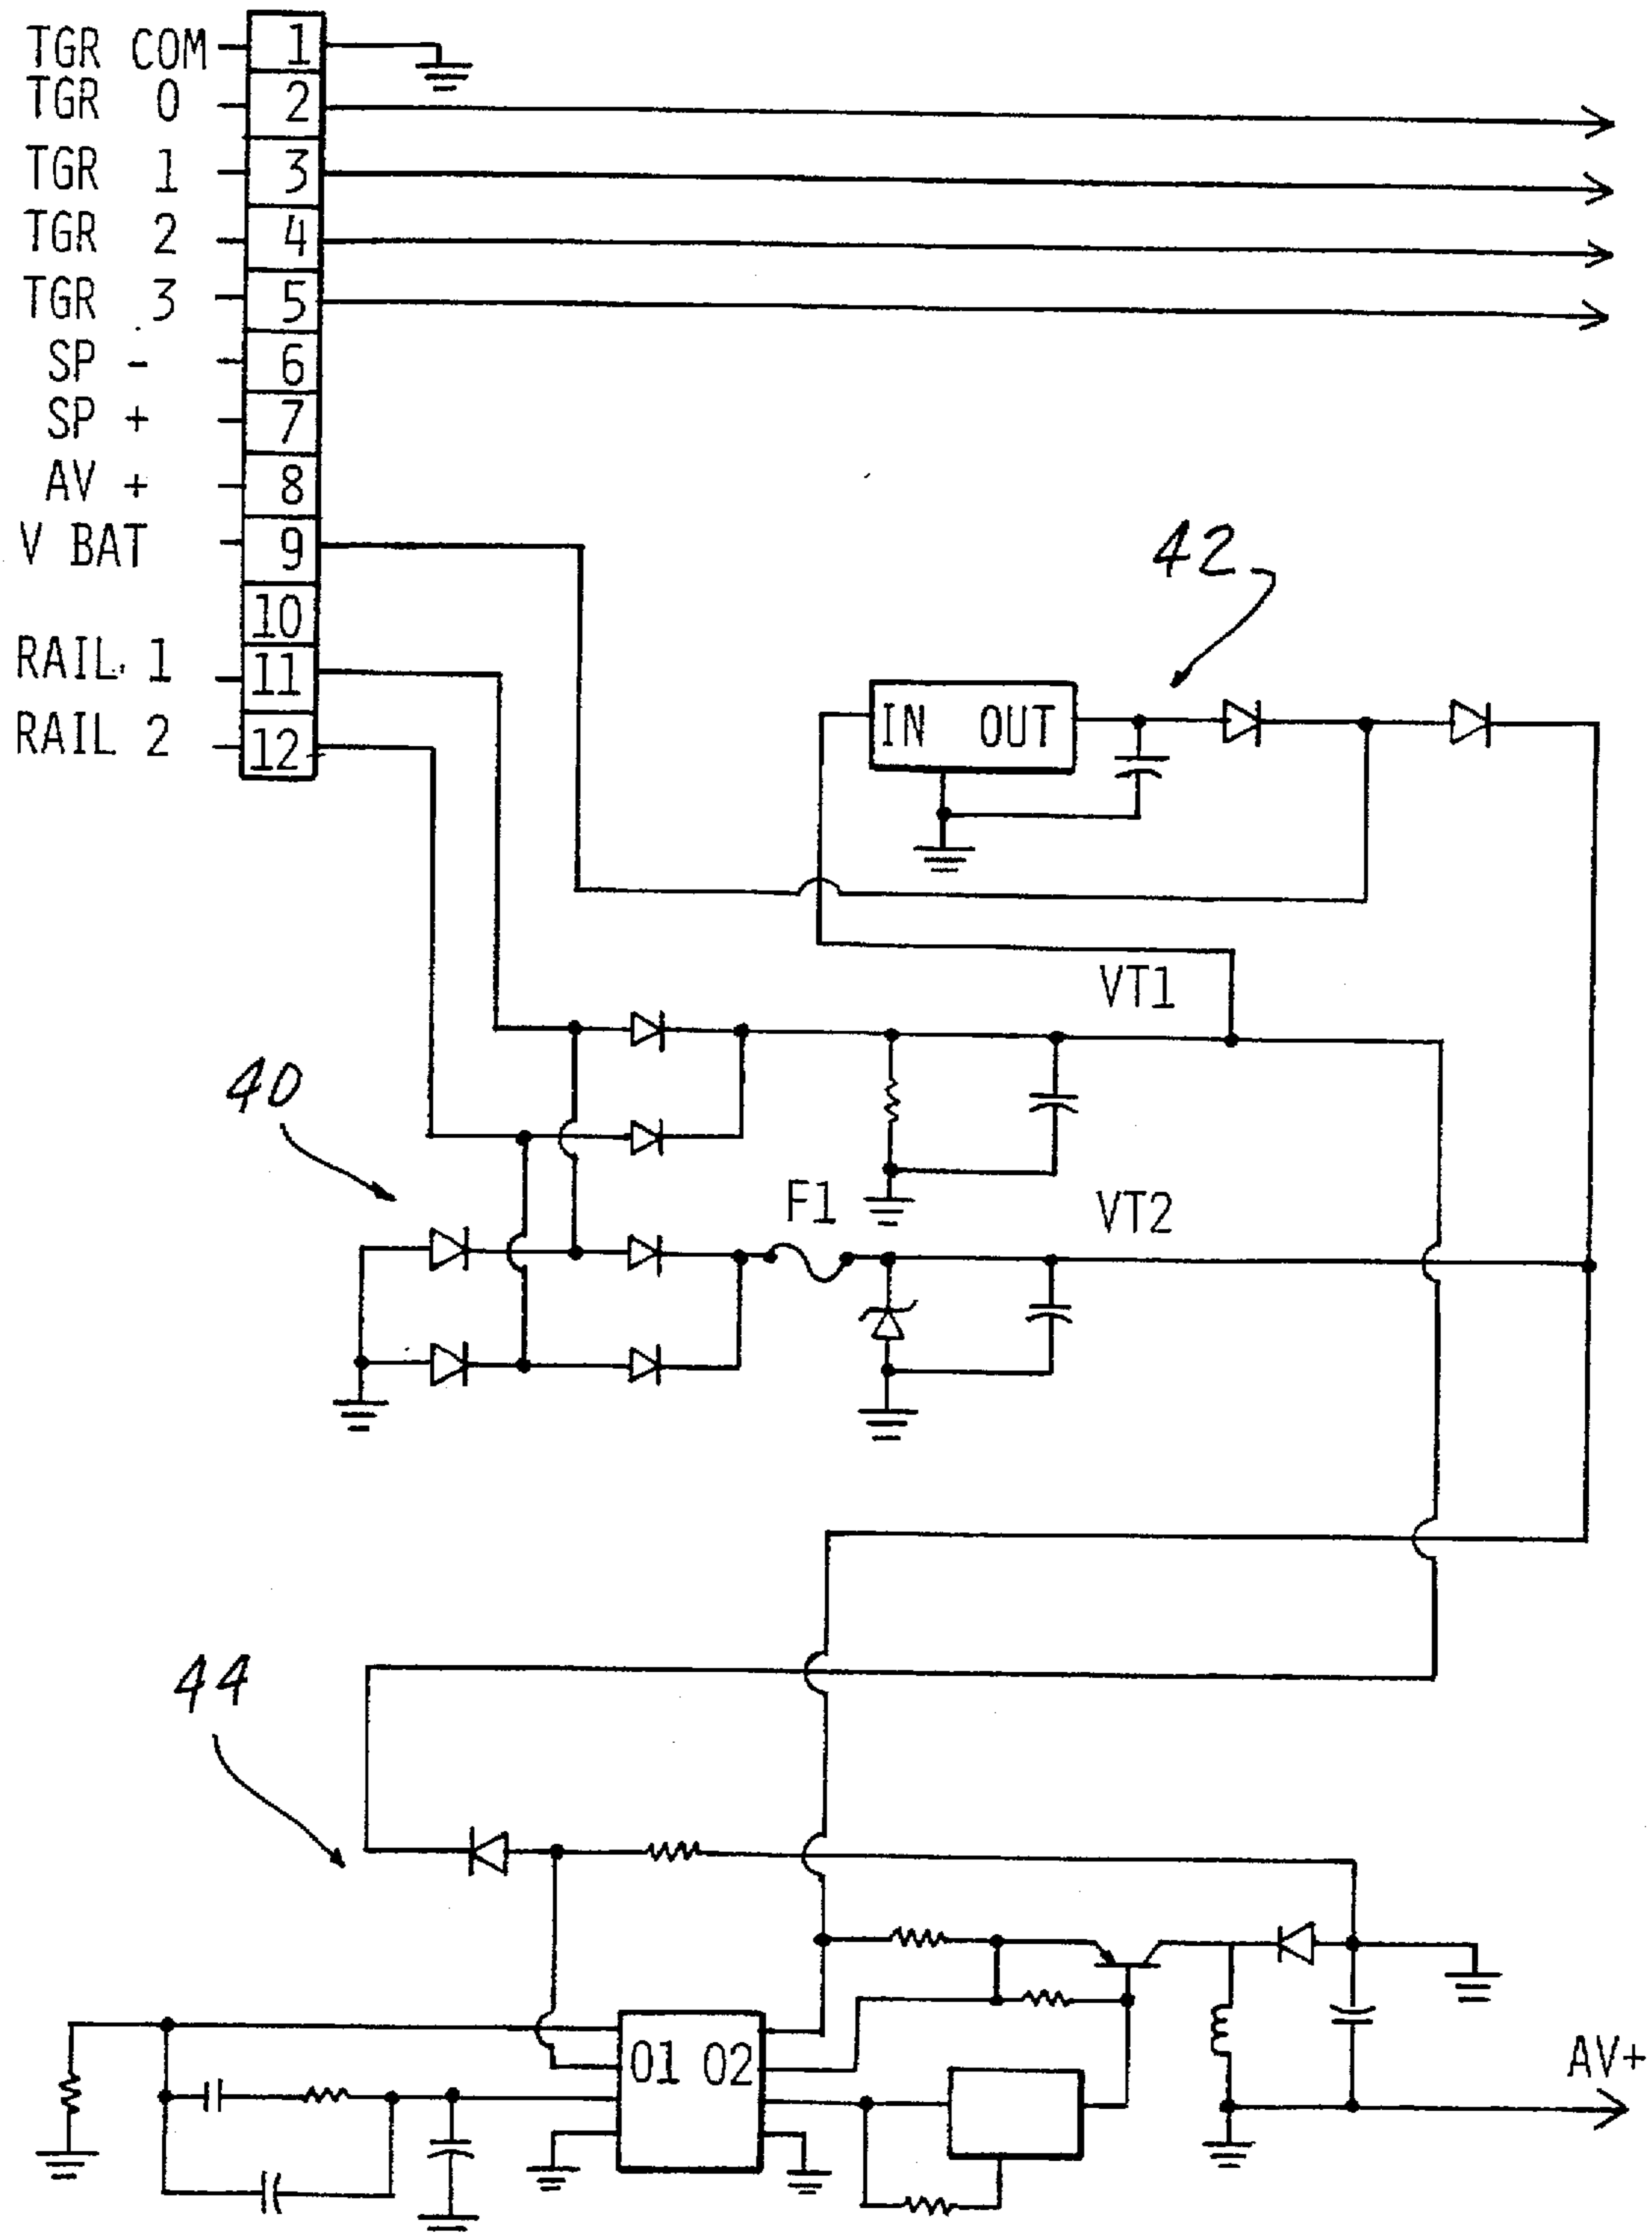 TGR COM 1
TGR 0 2
TGR 1 3
TGR 2 4
TGR 3 5
SP - 6
SP + 7
AV + 8
V BAT 9
10
RAIL 1 11
RAIL 2 12
42
IN OUT
VT1
40
F1
VT2
44
01 02
AV+